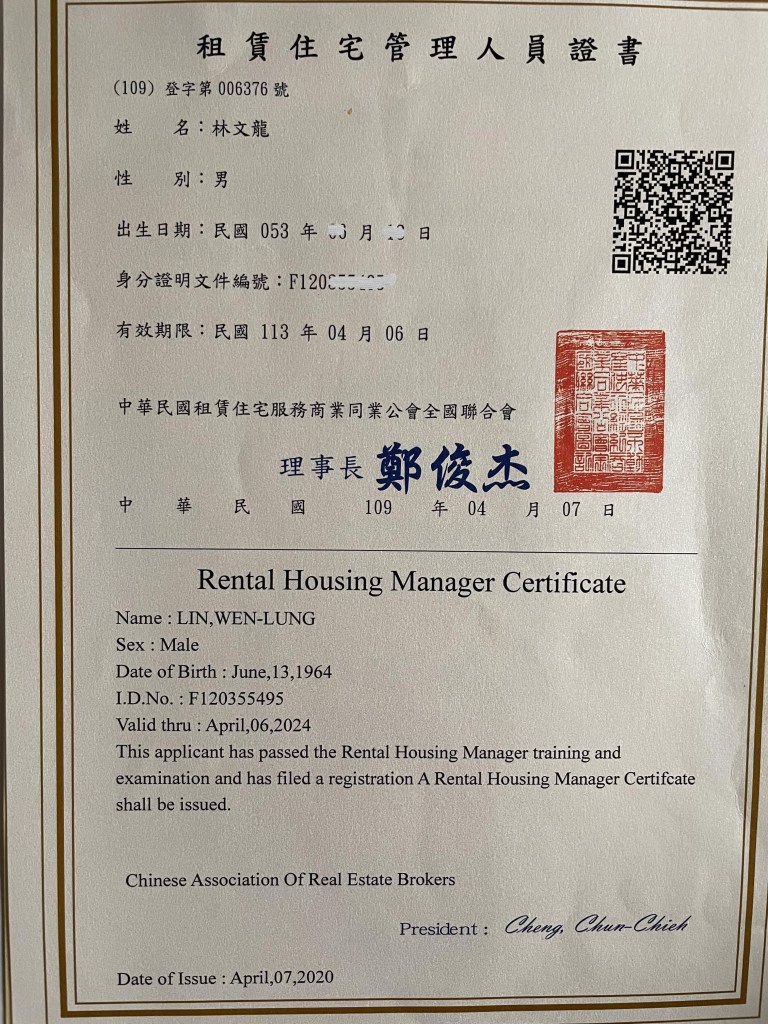 租賃住宅管理人員證書
(109) 登字第 006376 號
姓 名：林文龍
性 別：男
出生日期：民國 053 年 月 日
身分證明文件編號：F120
有效期限：民國 113 年 04 月 06 日
中華民國租賃住宅服務商業同業公會全國聯合會
理事長 鄭俊杰
中 華 民 國 109 年 04 月 07 日
Rental Housing Manager Certificate
Name : LIN,WEN-LUNG
Sex : Male
Date of Birth : June,13,1964
I.D.No. : F120355495
Valid thru : April,06,2024
This applicant has passed the Rental Housing Manager training and
examination and has filed a registration A Rental Housing Manager Certifcate
shall be issued.
Chinese Association Of Real Estate Brokers
President : Cheng, Chun-Chieh
Date of Issue : April,07,2020